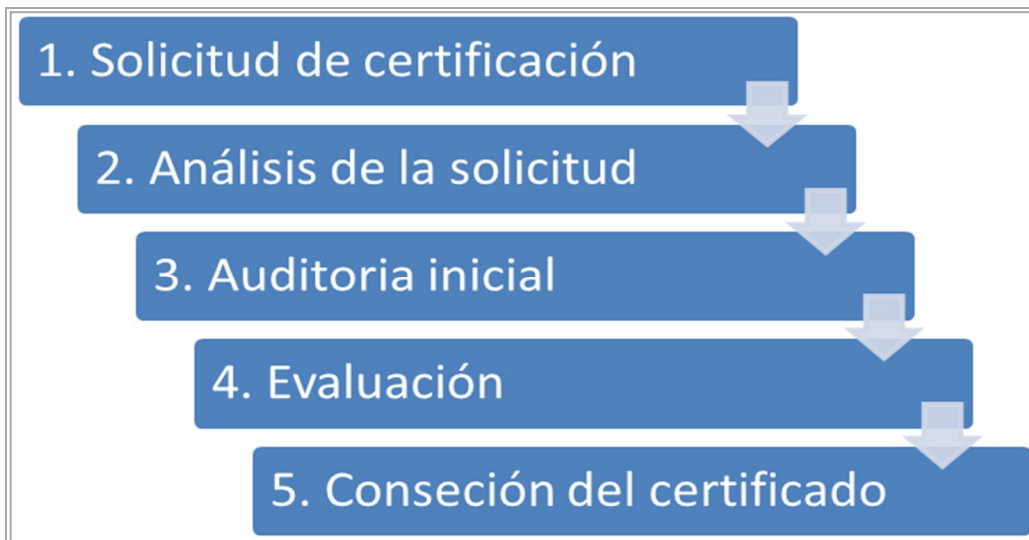 1. Solicitud de certificación
2. Análisis de la solicitud
3. Auditoria inicial
4. Evaluación
5. Conseción del certificado